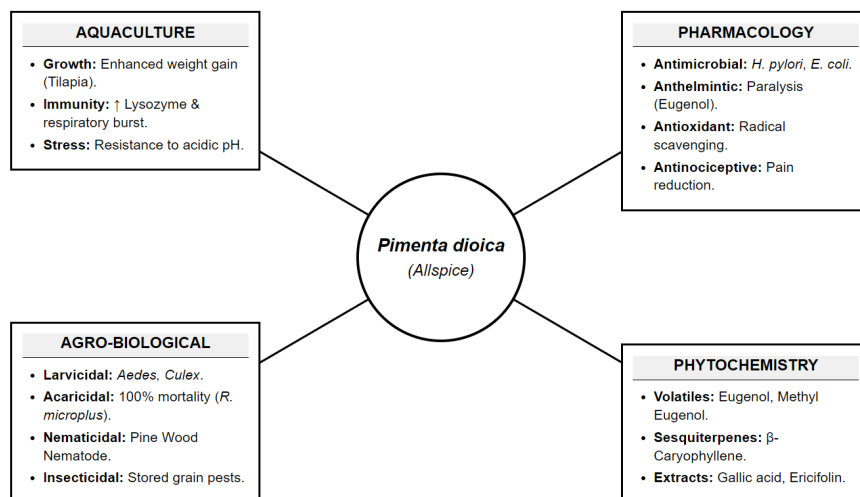 AQUACULTURE
• Growth: Enhanced weight gain
(Tilapia).
• Immunity: ↑ Lysozyme &
respiratory burst.
• Stress: Resistance to acidic pH.
PHARMACOLOGY
• Antimicrobial: H. pylori, E. coli.
• Anthelmintic: Paralysis
(Eugenol).
• Antioxidant: Radical
scavenging.
• Antinociceptive: Pain
reduction.
Pimenta dioica
(Allspice)
AGRO-BIOLOGICAL
• Larvicidal: Aedes, Culex.
• Acaricidal: 100% mortality (R.
microplus).
• Nematicidal: Pine Wood
Nematode.
• Insecticidal: Stored grain pests.
PHYTOCHEMISTRY
• Volatiles: Eugenol, Methyl
Eugenol.
• Sesquiterpenes: β-
Caryophyllene.
• Extracts: Gallic acid, Ericifolin.